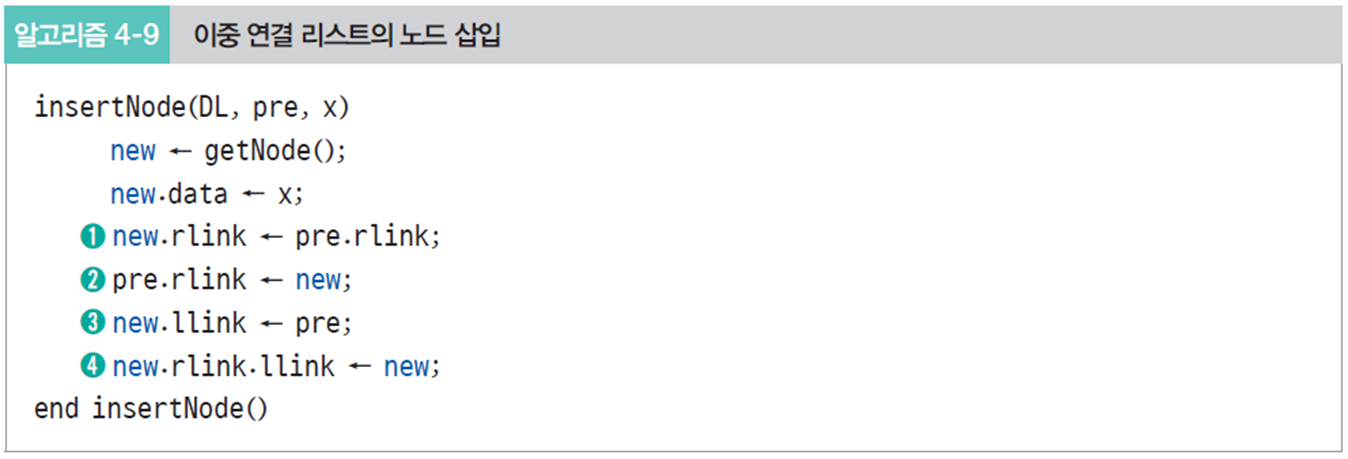 알고리즘 4-9 이중 연결 리스트의 노드 삽입
insertNode(DL, pre, x)
new ← getNode();
new.data ← x;
❶ new.rlink ← pre.rlink;
❷ pre.rlink ← new;
❸ new.llink ← pre;
❹ new.rlink.llink ← new;
end insertNode()